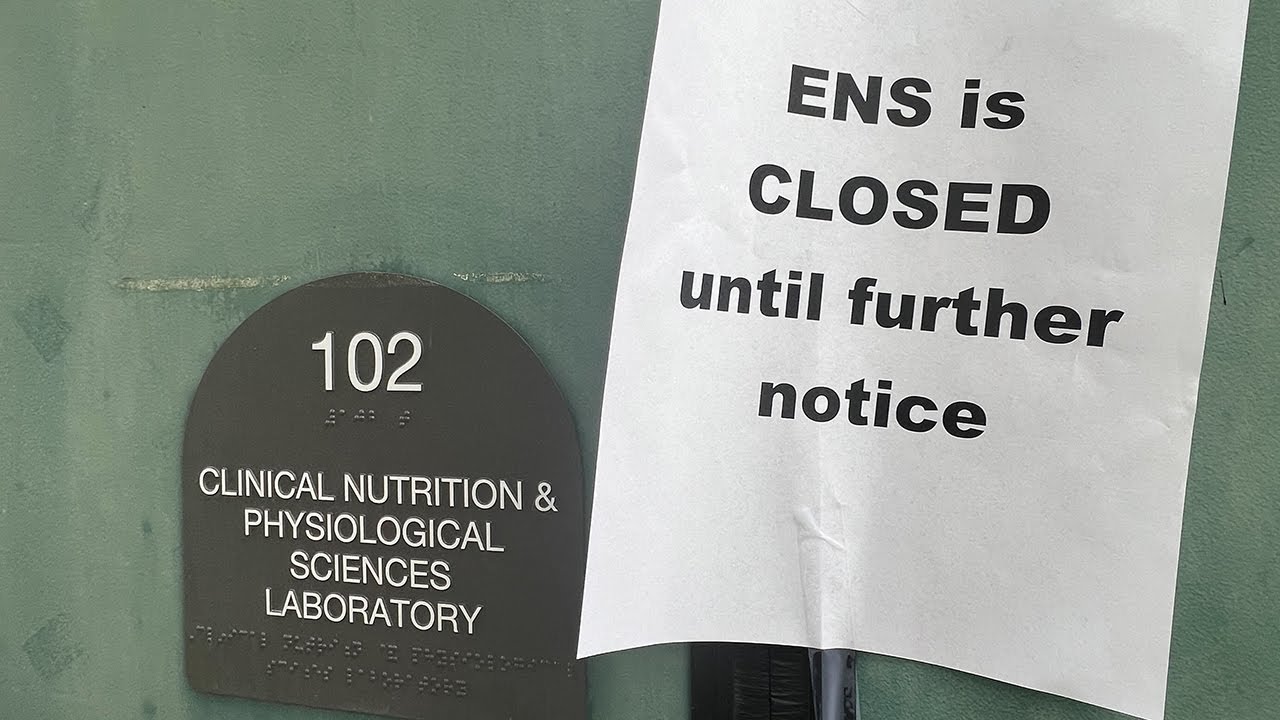 102
CLINICAL NUTRITION &
PHYSIOLOGICAL
SCIENCES
LABORATORY
ENS is
CLOSED
until further
notice